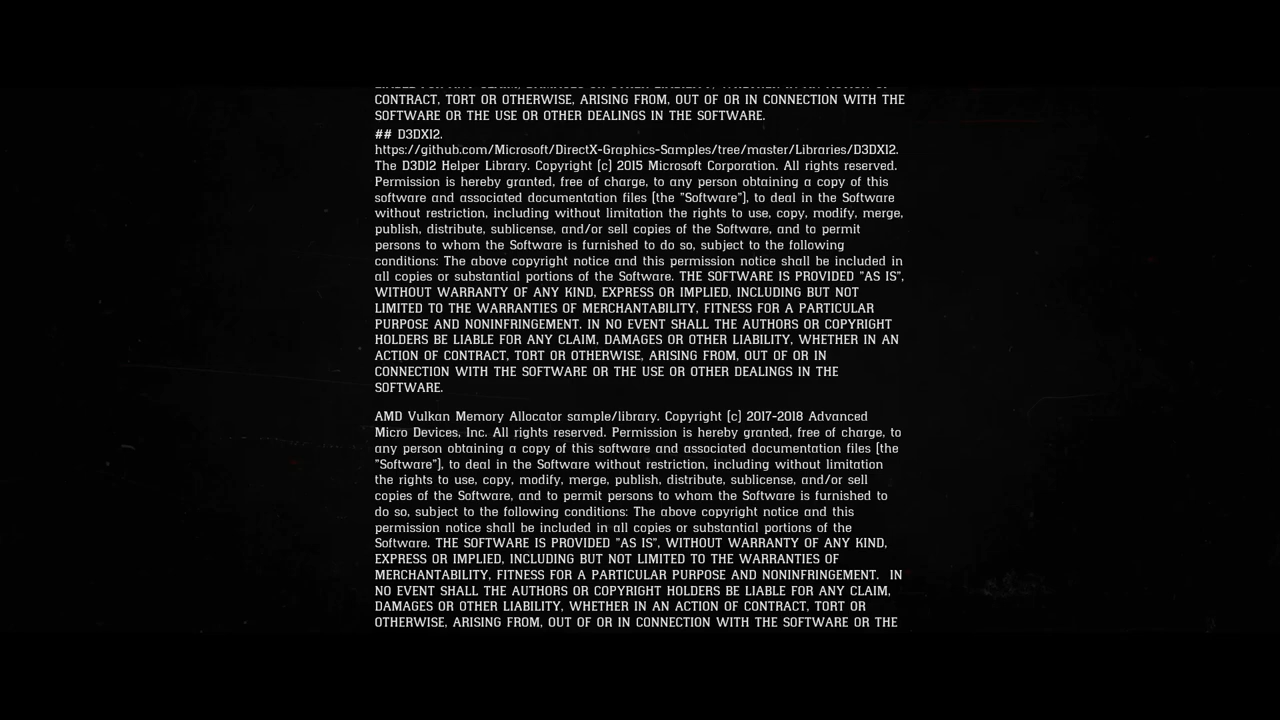 CONTRACT, TORT OR OTHERWISE, ARISING FROM, OUT OF OR IN CONNECTION WITH THE
SOFTWARE OR THE USE OR OTHER DEALINGS IN THE SOFTWARE.
## D3DX12.
https://github.com/Microsoft/DirectX-Graphics-Samples/tree/master/Libraries/D3DX12.
The D3D12 Helper Library. Copyright (c) 2015 Microsoft Corporation. All rights reserved.
Permission is hereby granted, free of charge, to any person obtaining a copy of this
software and associated documentation files (the "Software"), to deal in the Software
without restriction, including without limitation the rights to use, copy, modify, merge,
publish, distribute, sublicense, and/or sell copies of the Software, and to permit
persons to whom the Software is furnished to do so, subject to the following
conditions: The above copyright notice and this permission notice shall be included in
all copies or substantial portions of the Software. THE SOFTWARE IS PROVIDED "AS IS",
WITHOUT WARRANTY OF ANY KIND, EXPRESS OR IMPLIED, INCLUDING BUT NOT
LIMITED TO THE WARRANTIES OF MERCHANTABILITY, FITNESS FOR A PARTICULAR
PURPOSE AND NONINFRINGEMENT. IN NO EVENT SHALL THE AUTHORS OR COPYRIGHT
HOLDERS BE LIABLE FOR ANY CLAIM, DAMAGES OR OTHER LIABILITY, WHETHER IN AN
ACTION OF CONTRACT, TORT OR OTHERWISE, ARISING FROM, OUT OF OR IN
CONNECTION WITH THE SOFTWARE OR THE USE OR OTHER DEALINGS IN THE
SOFTWARE.
AMD Vulkan Memory Allocator sample/library. Copyright (c) 2017-2018 Advanced
Micro Devices, Inc. All rights reserved. Permission is hereby granted, free of charge, to
any person obtaining a copy of this software and associated documentation files (the
"Software"), to deal in the Software without restriction, including without limitation
the rights to use, copy, modify, merge, publish, distribute, sublicense, and/or sell
copies of the Software, and to permit persons to whom the Software is furnished to
do so, subject to the following conditions: The above copyright notice and this
permission notice shall be included in all copies or substantial portions of the
Software. THE SOFTWARE IS PROVIDED "AS IS", WITHOUT WARRANTY OF ANY KIND,
EXPRESS OR IMPLIED, INCLUDING BUT NOT LIMITED TO THE WARRANTIES OF
MERCHANTABILITY, FITNESS FOR A PARTICULAR PURPOSE AND NONINFRINGEMENT.  IN
NO EVENT SHALL THE AUTHORS OR COPYRIGHT HOLDERS BE LIABLE FOR ANY CLAIM,
DAMAGES OR OTHER LIABILITY, WHETHER IN AN ACTION OF CONTRACT, TORT OR
OTHERWISE, ARISING FROM, OUT OF OR IN CONNECTION WITH THE SOFTWARE OR THE